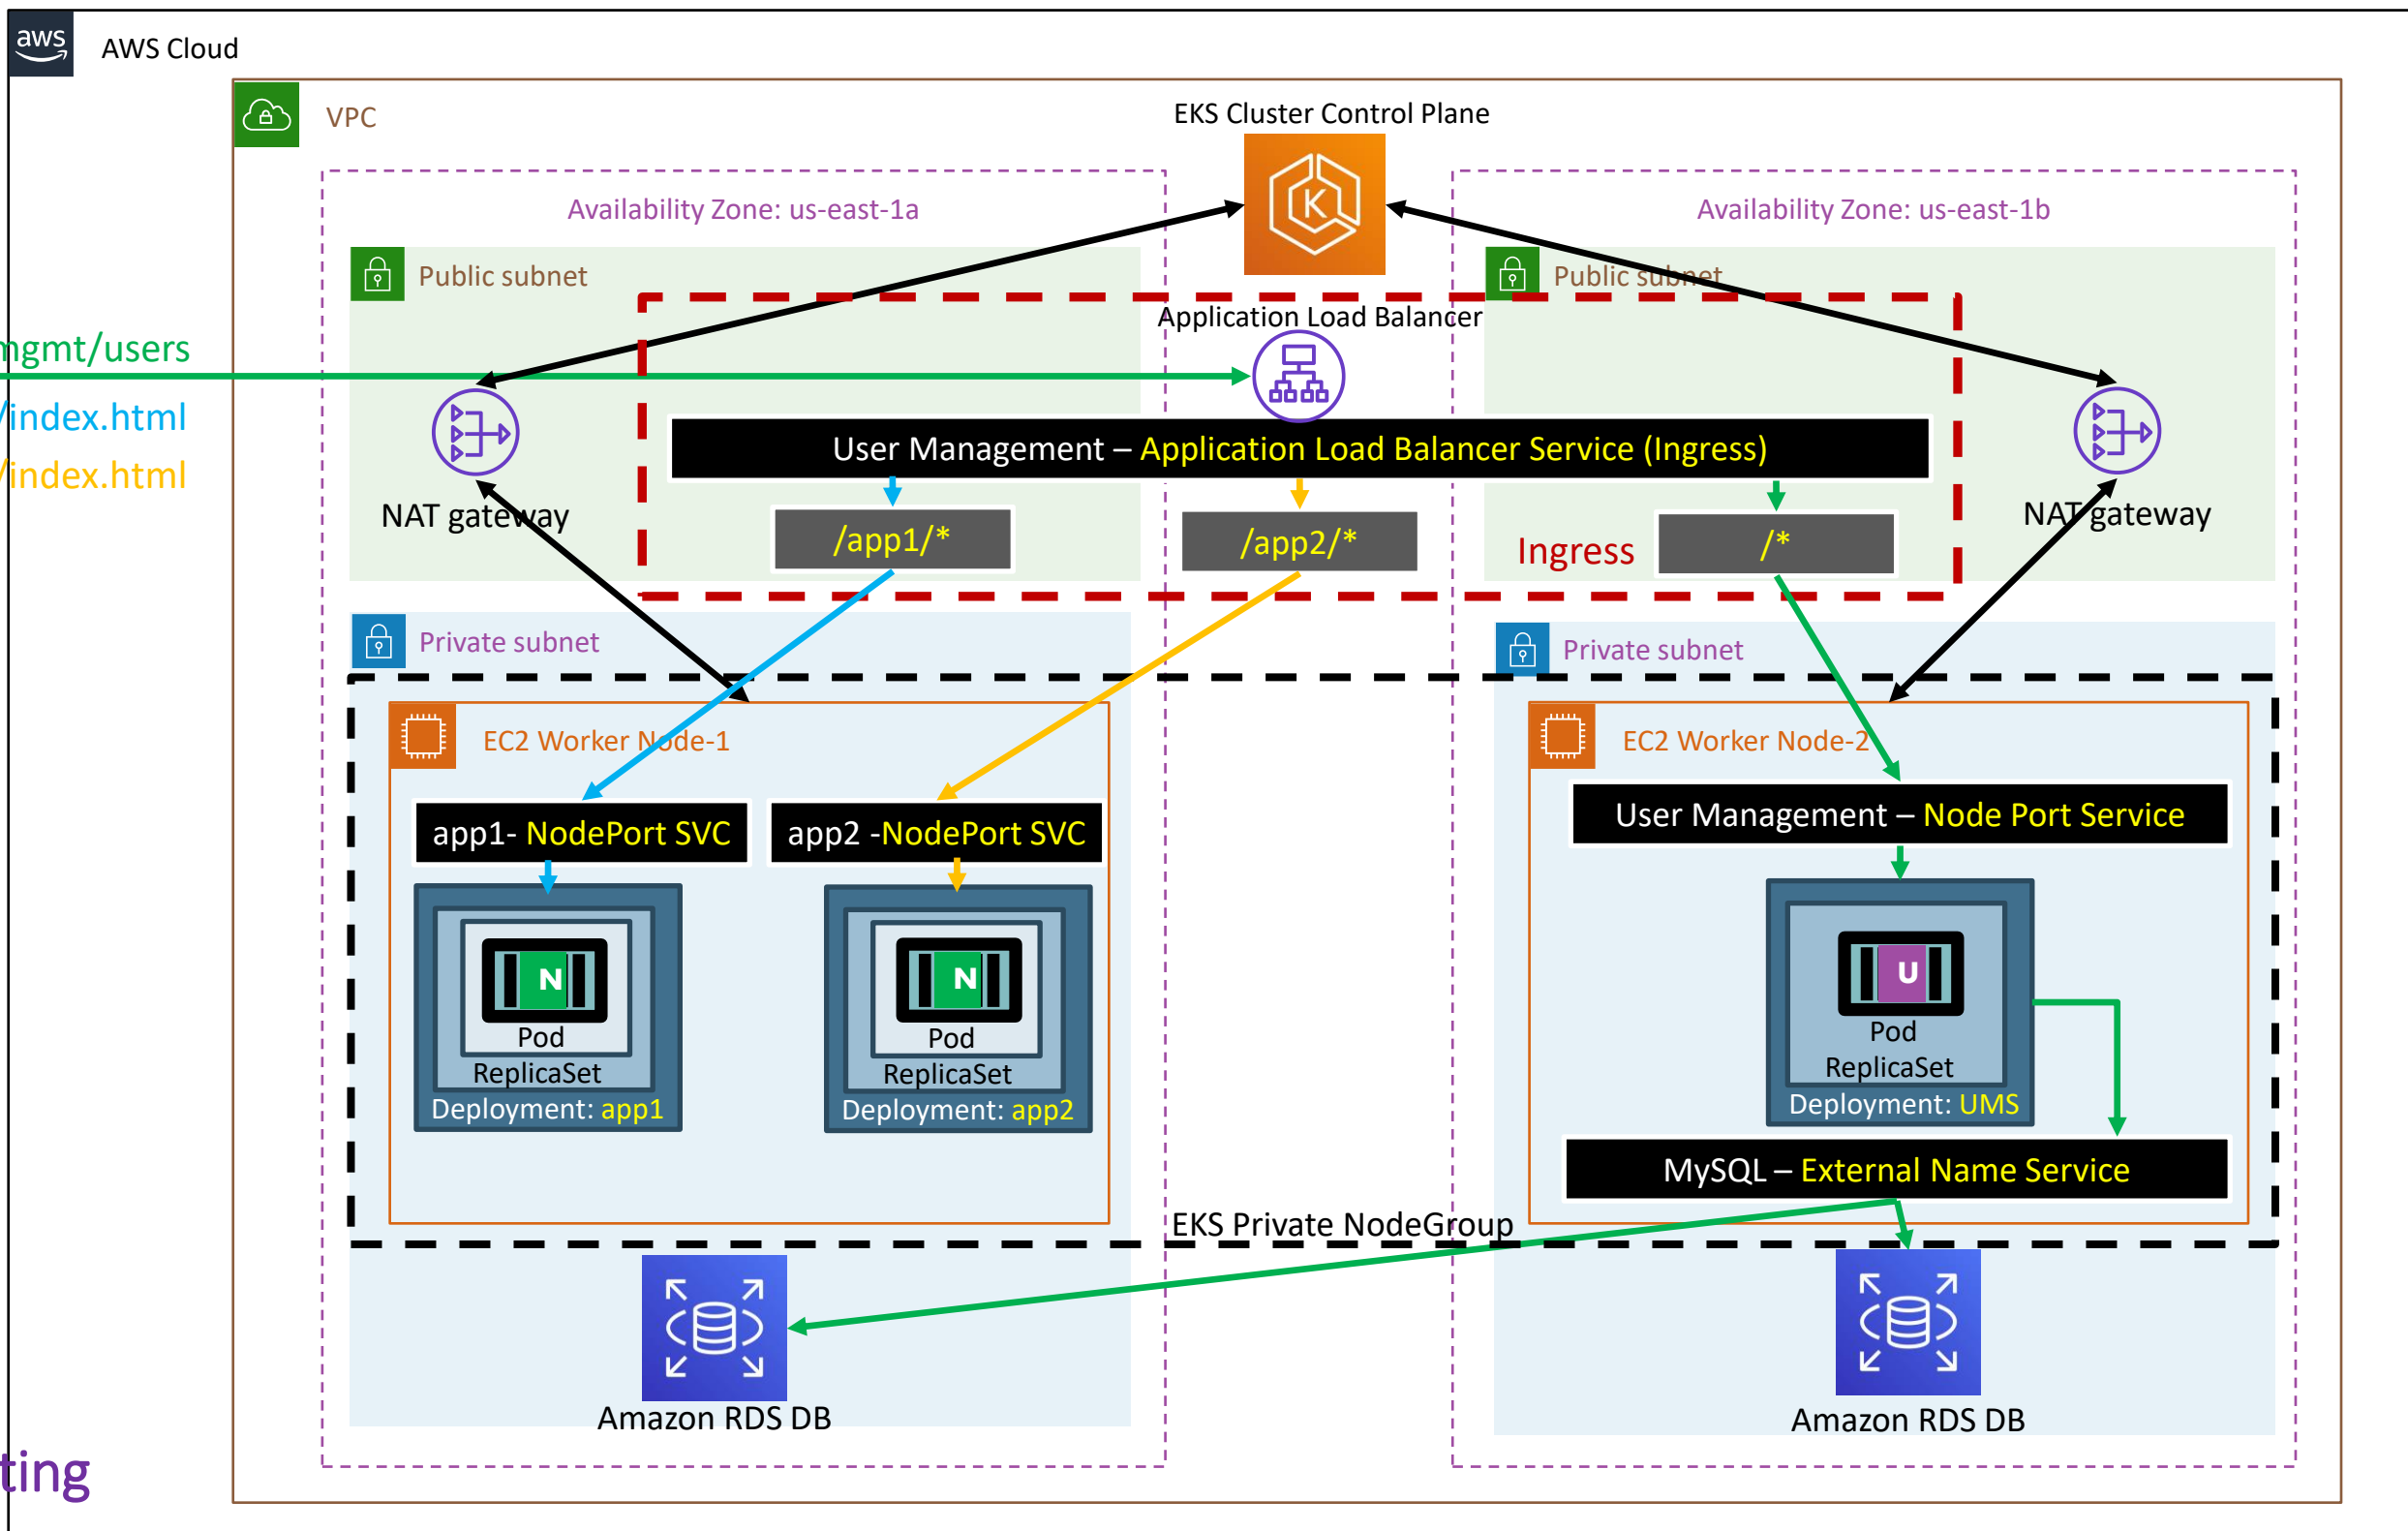 aws
AWS Cloud
VPC
EKS Cluster Control Plane
Availability Zone: us-east-1a
Availability Zone: us-east-1b
Public subnet
Public subnet
Application Load Balancer
mgmt/users
/index.html
/index.html
User Management – Application Load Balancer Service (Ingress)
NAT gateway
NAT gateway
/app1/*
/app2/*
Ingress
/*
Private subnet
Private subnet
EC2 Worker Node-1
EC2 Worker Node-2
app1- NodePort SVC
app2 -NodePort SVC
User Management – Node Port Service
N
Pod
ReplicaSet
Deployment: app1
N
Pod
ReplicaSet
Deployment: app2
U
Pod
ReplicaSet
Deployment: UMS
MySQL – External Name Service
EKS Private NodeGroup
Amazon RDS DB
Amazon RDS DB
ting
K